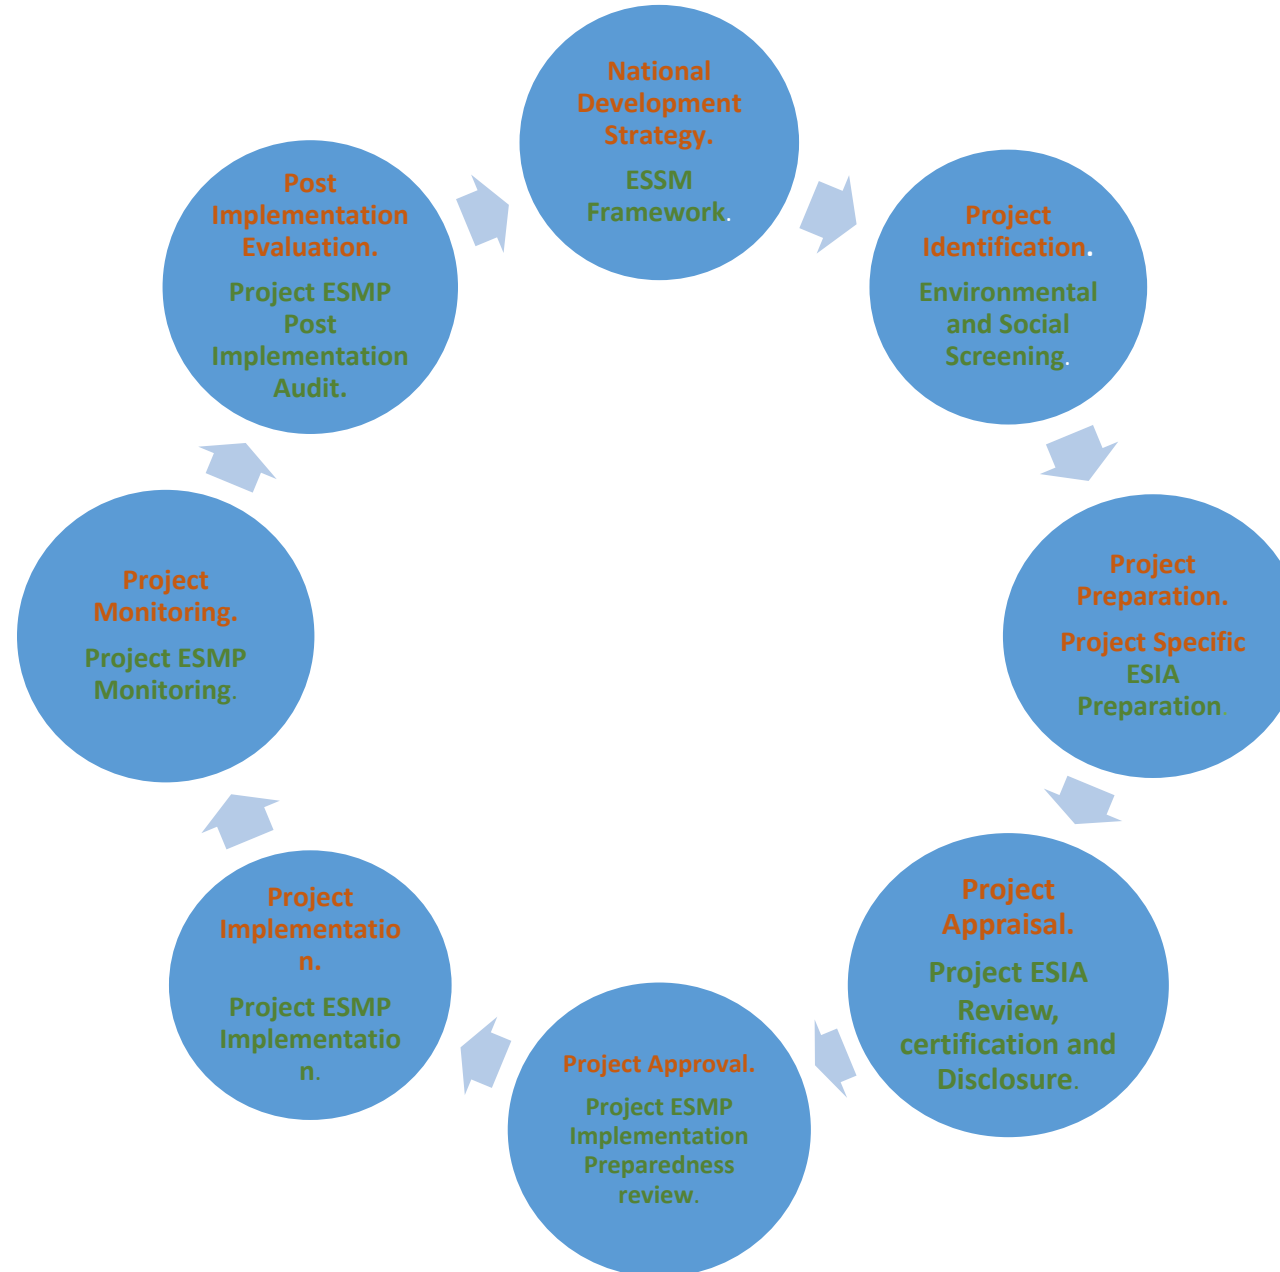 National
Development
Strategy.
ESSM
Framework.
Project
Identification.
Environmental
and Social
Screening.
Project
Preparation.
Project Specific
ESIA
Preparation.
Project
Appraisal.
Project ESIA
Review,
certification and
Disclosure.
Project Approval.
Project ESMP
Implementation
Preparedness
review.
Project
Implementatio
n.
Project ESMP
Implementatio
n.
Project
Monitoring.
Project ESMP
Monitoring.
Post
Implementation
Evaluation.
Project ESMP
Post
Implementation
Audit.